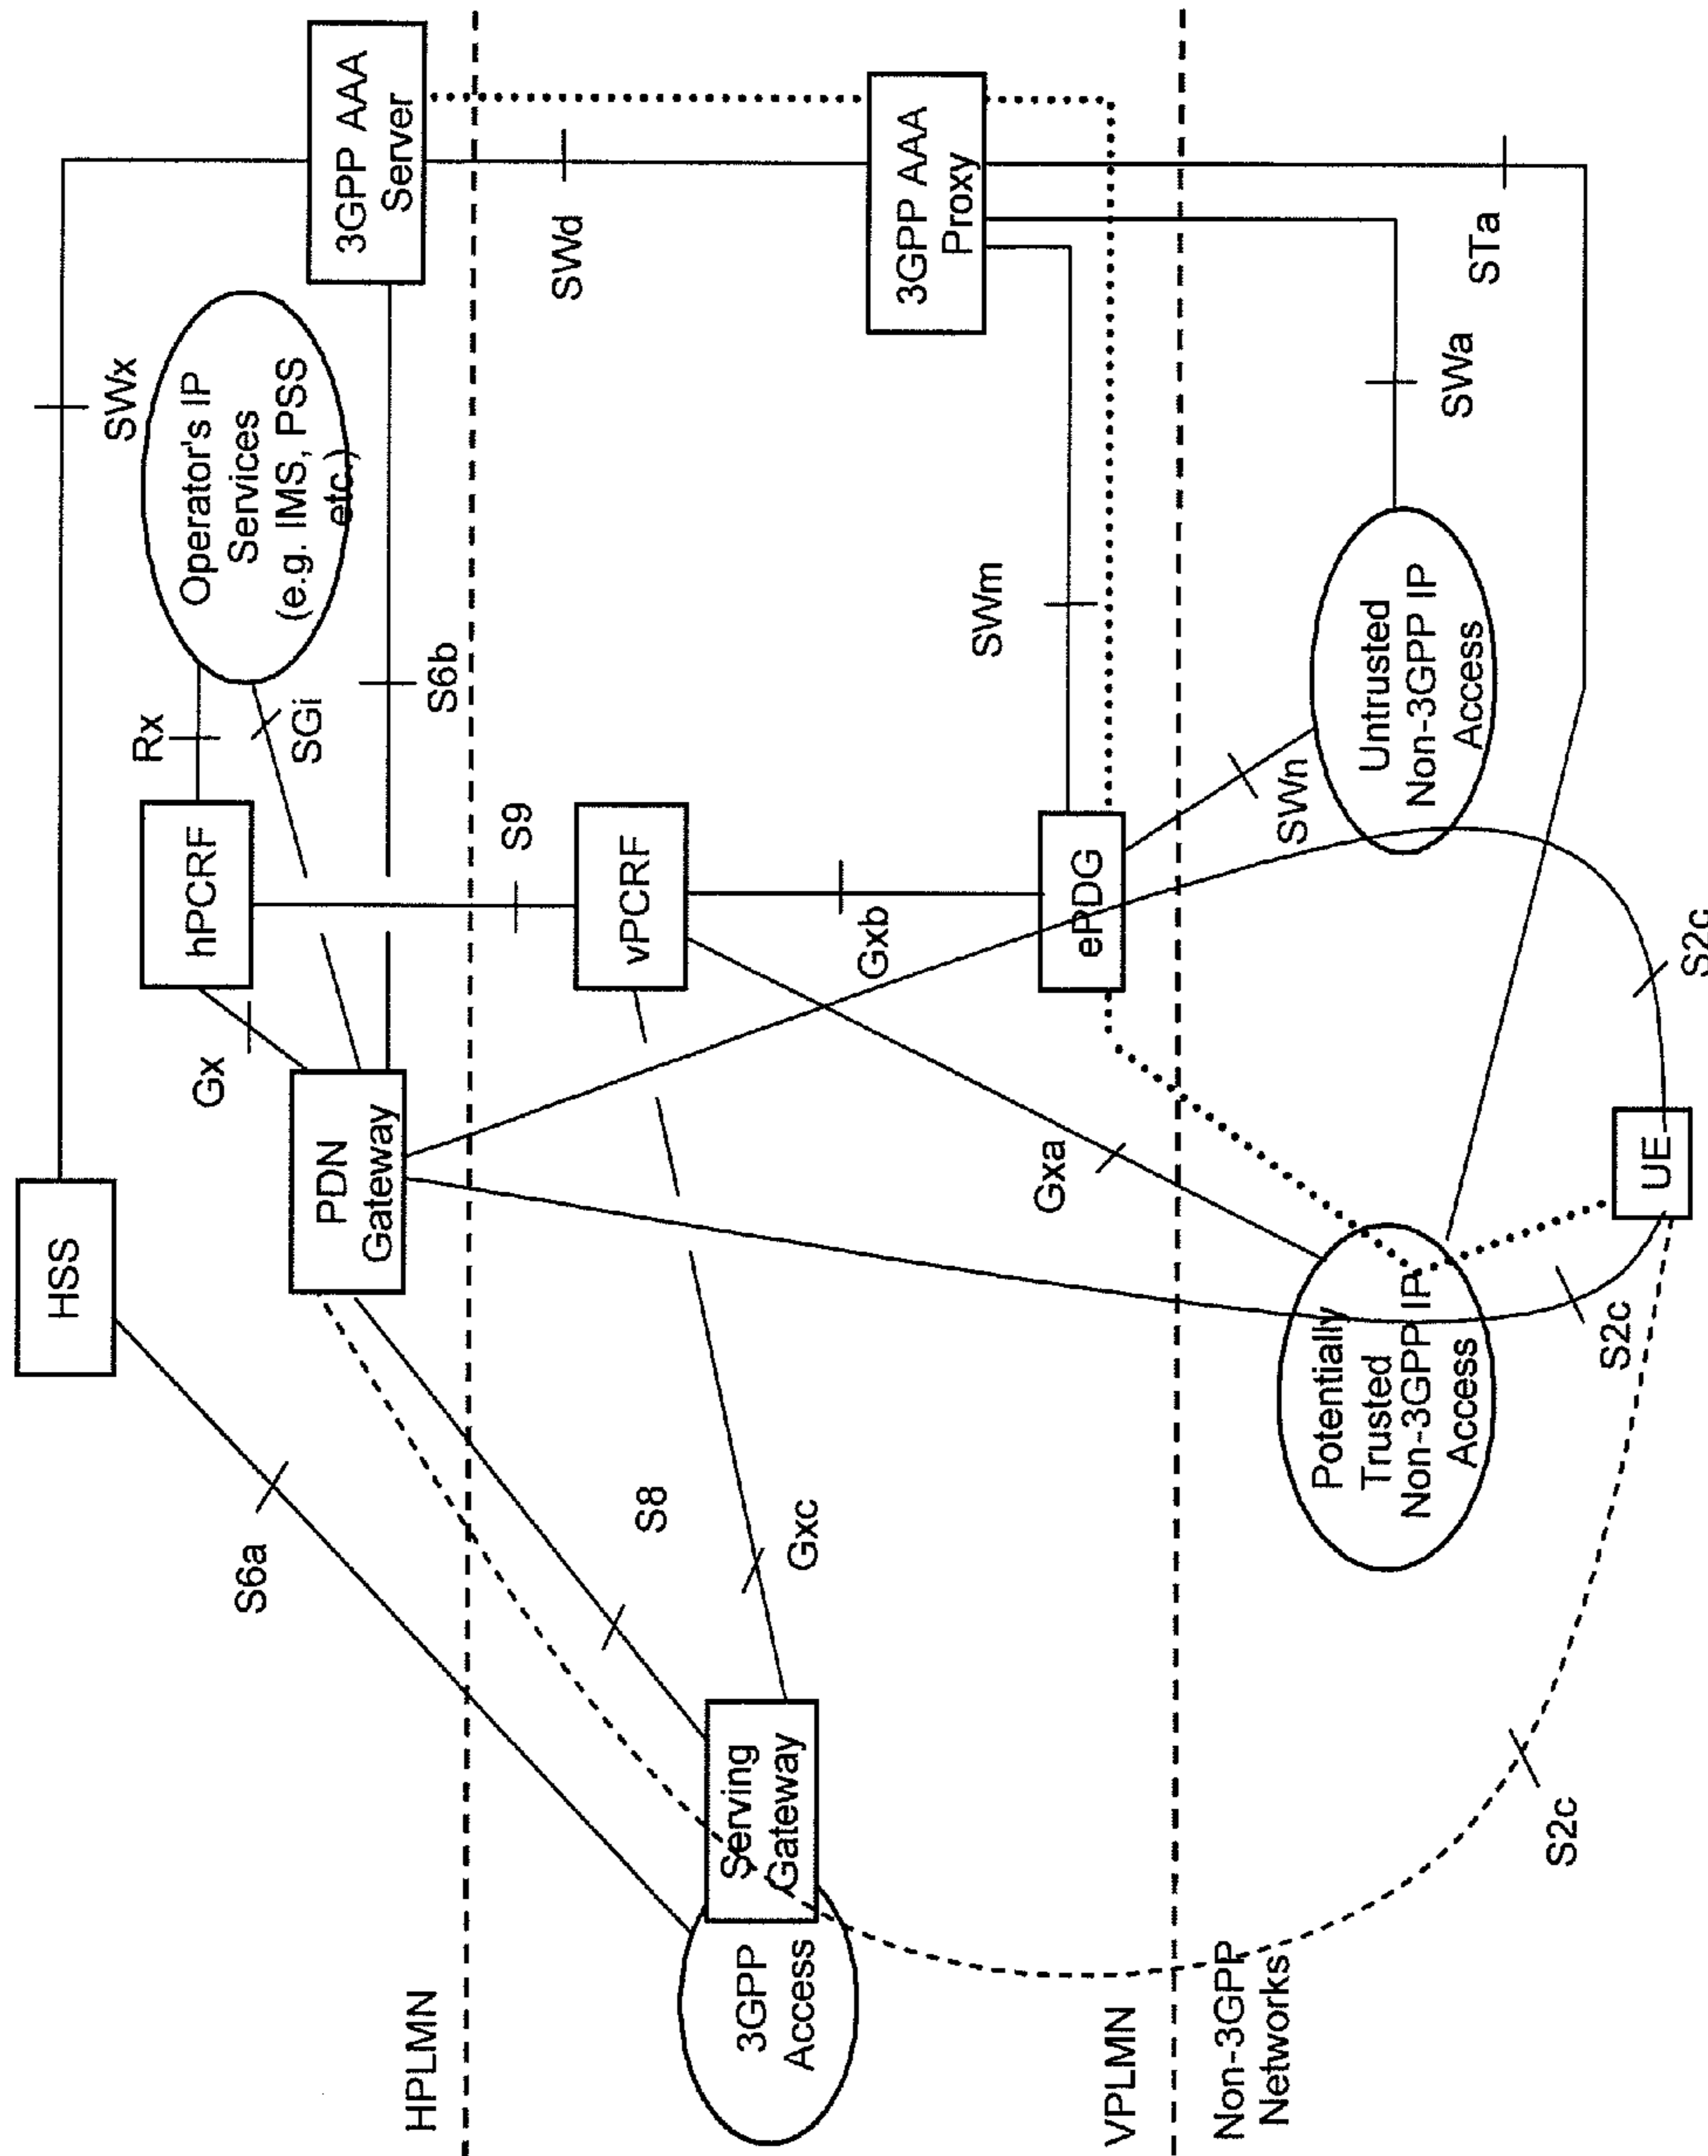 HSS
SWx
S6a
Gx
hPCRF
Rx
Operator's IP
Services
(e.g. IMS, PSS
etc.)
SGi
3GPP AAA
Server
PDN
Gateway
S6b
HPLMN
S9
SWd
vPCRF
S8
Gxc
3GPP
Access
Serving
Gateway
Gxb
3GPP AAA
Proxy
SWm
ePDG
Gxa
VPLMN
Non-3GPP
Networks
SWn
Potentially
Trusted
Non-3GPP IP
Access
Untrusted
Non-3GPP IP
Access
SWa
STa
S2c
S2c
S2c
UE